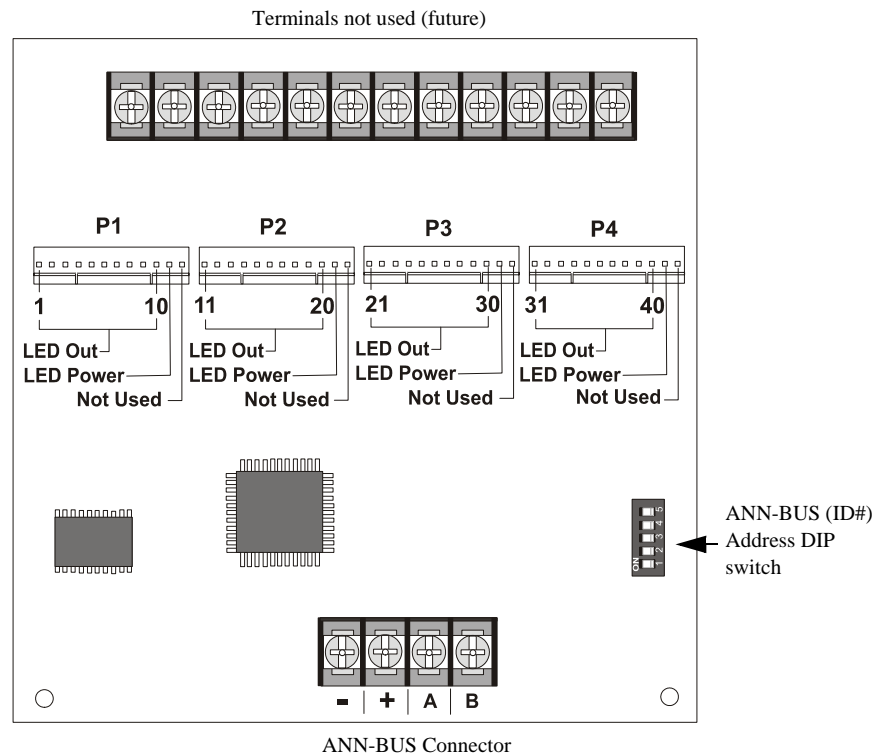 Terminals not used (future)
P1 P2 P3 P4
1 10 11 20 21 30 31 40
LED Out LED Out LED Out LED Out
LED Power LED Power LED Power LED Power
Not Used Not Used Not Used Not Used
ANN-BUS (ID#)
Address DIP
switch
ON 1 2 3 4 5
- + A B
ANN-BUS Connector